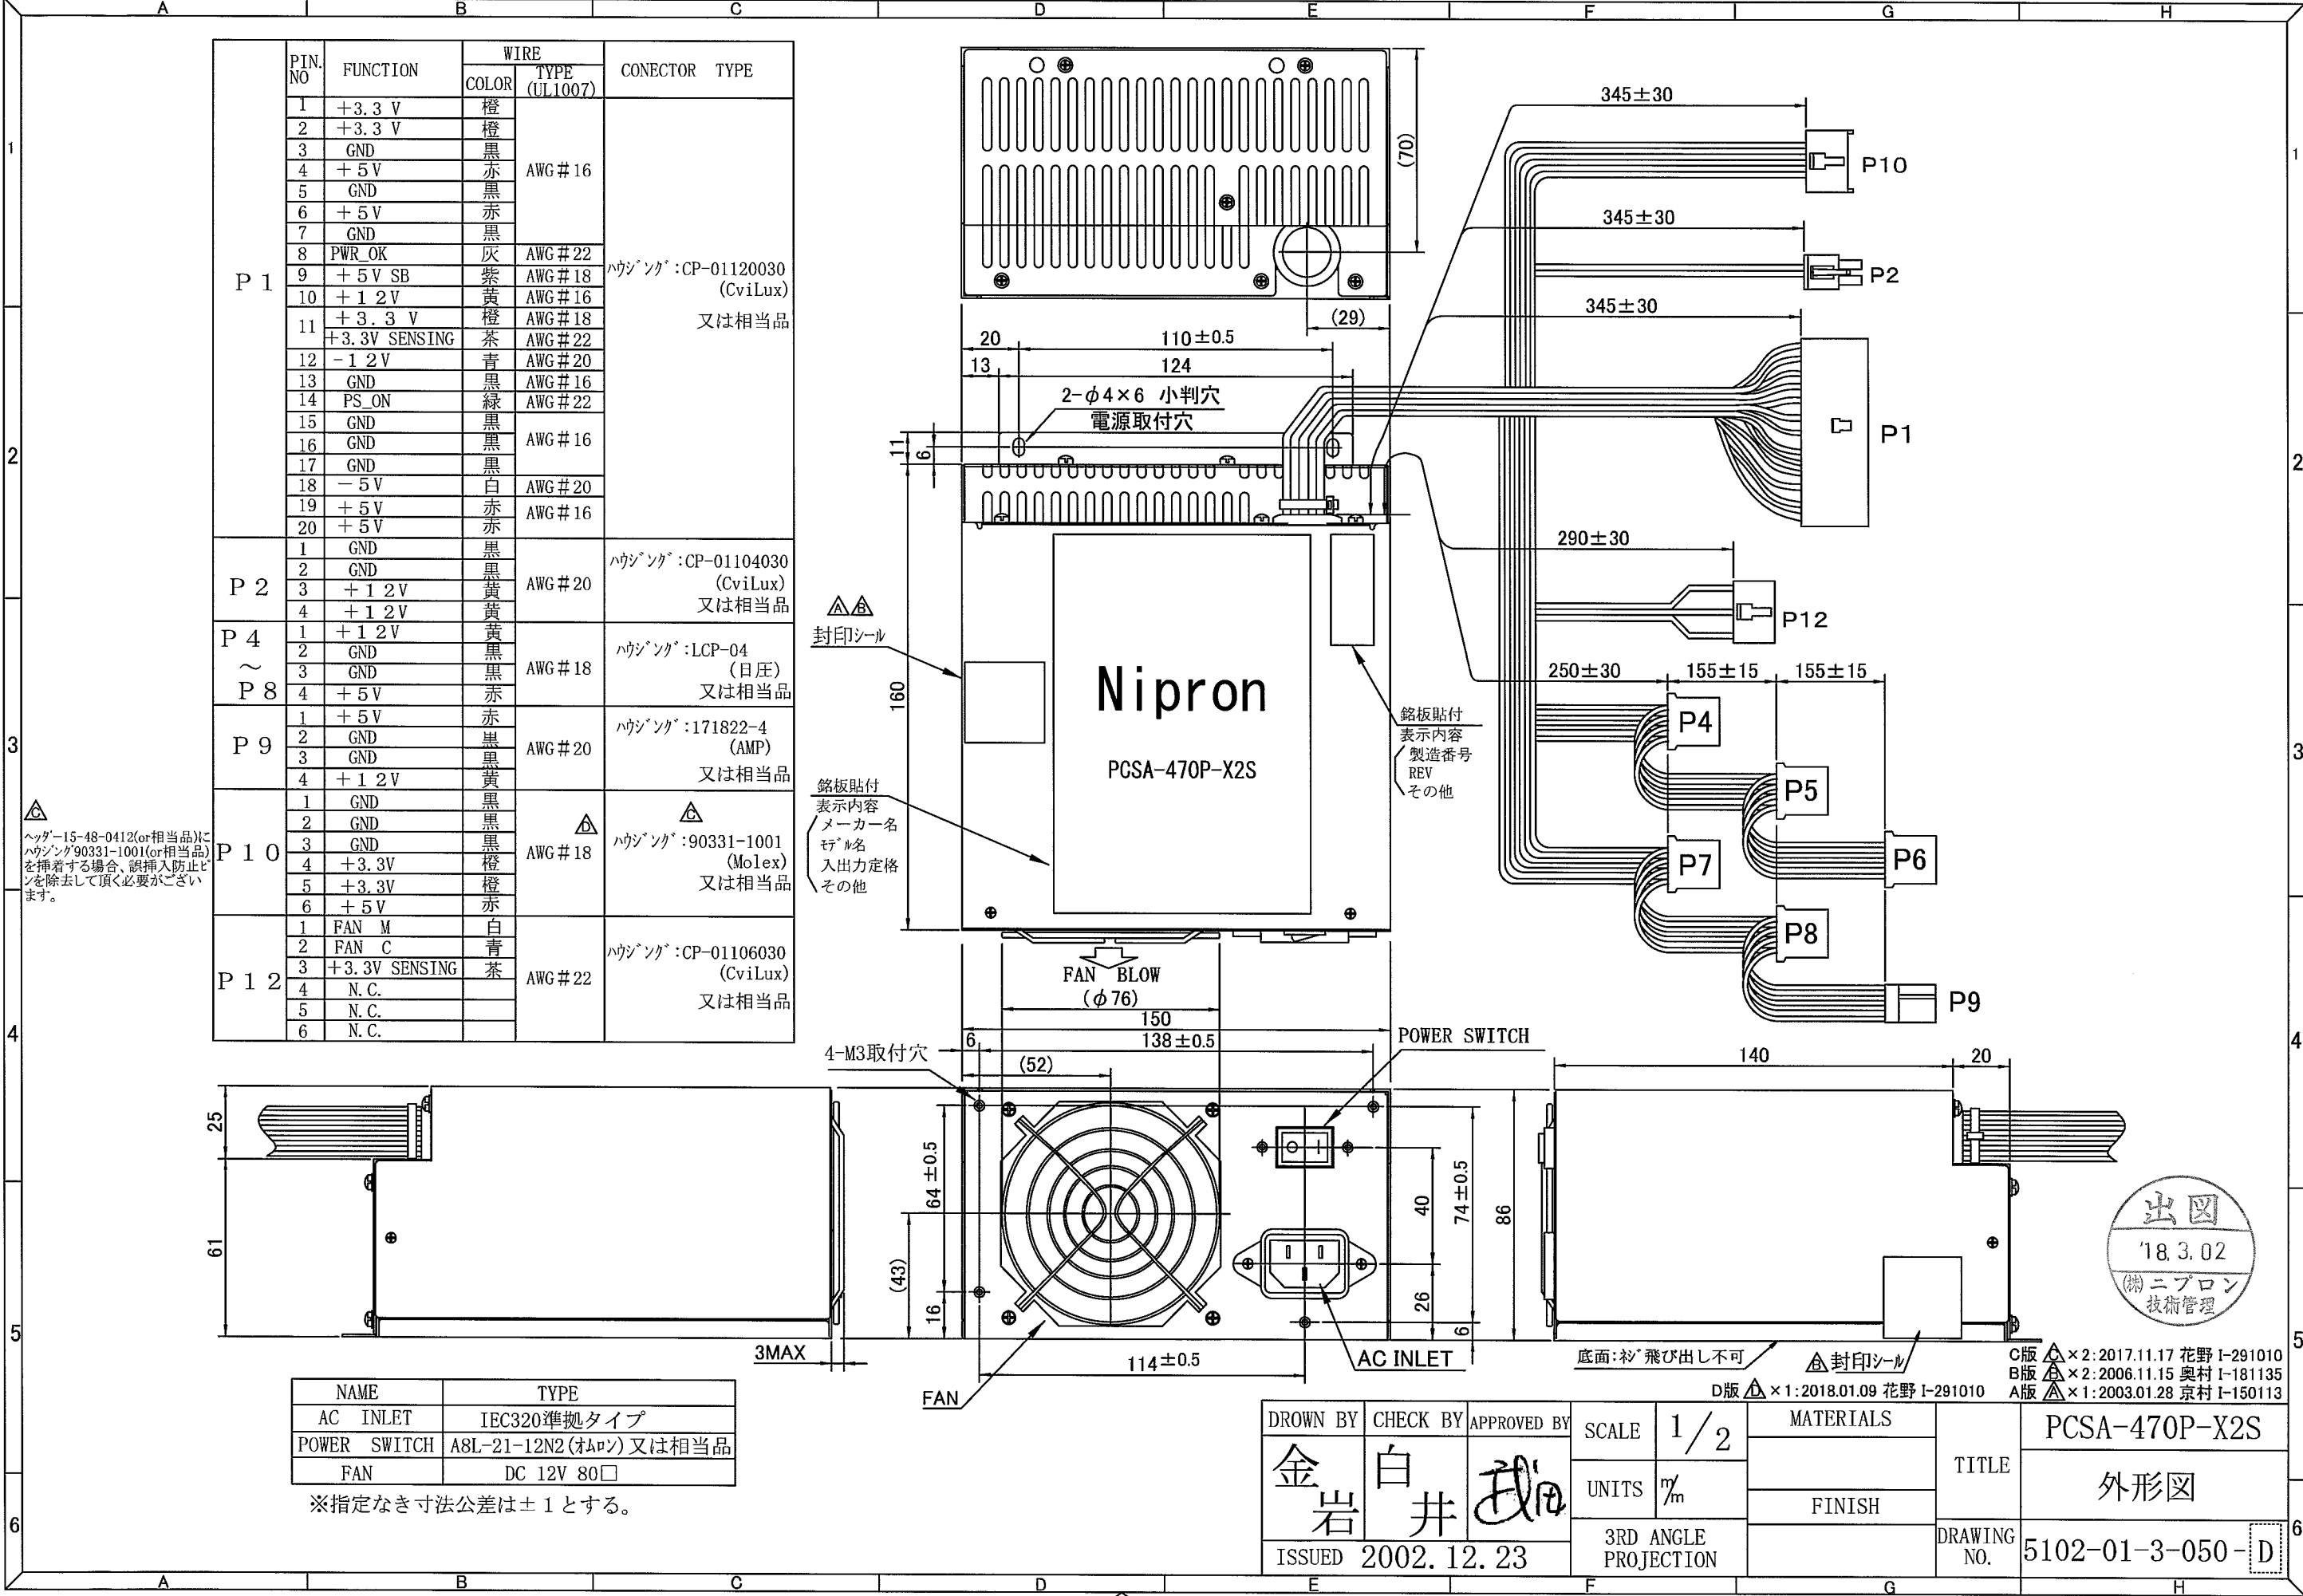 A B C D E F G H
1 2 3 4 5 6
PIN.NO FUNCTION WIRE CONECTOR TYPE
COLOR TYPE (UL1007)
P 1
1 +3.3 V 橙
2 +3.3 V 橙
3 GND 黒
4 +5V 赤 AWG#16
5 GND 黒
6 +5V 赤
7 GND 黒
8 PWR_OK 灰 AWG#22
9 +5V SB 紫 AWG#18
10 +12V 黄 AWG#16
11 +3.3 V 橙 AWG#18
+3.3V SENSING 茶 AWG#22
12 -12V 青 AWG#20
13 GND 黒 AWG#16
14 PS_ON 緑 AWG#22
15 GND 黒
16 GND 黒 AWG#16
17 GND 黒
18 -5V 白 AWG#20
19 +5V 赤 AWG#16
20 +5V 赤
ハウジング:CP-01120030
(CviLux)
又は相当品
P 2
1 GND 黒
2 GND 黒 AWG#20
3 +12V 黄
4 +12V 黄
ハウジング:CP-01104030
(CviLux)
又は相当品
P 4 ～ P 8
1 +12V 黄
2 GND 黒 AWG#18
3 GND 黒
4 +5V 赤
ハウジング:LCP-04
(日圧)
又は相当品
P 9
1 +5V 赤
2 GND 黒 AWG#20
3 GND 黒
4 +12V 黄
ハウジング:171822-4
(AMP)
又は相当品
P 1 0
1 GND 黒
2 GND 黒
3 GND 黒 AWG#18
4 +3.3V 橙
5 +3.3V 橙
6 +5V 赤
D
C
ハウジング:90331-1001
(Molex)
又は相当品
P 1 2
1 FAN M 白
2 FAN C 青
3 +3.3V SENSING 茶 AWG#22
4 N.C.
5 N.C.
6 N.C.
ハウジング:CP-01106030
(CviLux)
又は相当品
C
ヘッダー15-48-0412(or相当品)に
ハウジング90331-1001(or相当品)
を挿着する場合、誤挿入防止ピ
ンを除去して頂く必要がござい
ます。
(70)
(29)
20 110±0.5
13 124
2-φ4×6 小判穴
電源取付穴
11 6
160
A B
封印シール
Nipron
PCSA-470P-X2S
銘板貼付
表示内容
メーカー名
モデル名
入出力定格
その他
銘板貼付
表示内容
製造番号
REV
その他
FAN BLOW
(φ76)
150
345±30
P10
345±30
P2
345±30
P1
290±30
P12
250±30 155±15 155±15
P4
P5
P6
P7
P8
P9
25
61
3MAX
4-M3取付穴
6 138±0.5
(52)
POWER SWITCH
64±0.5
(43)
16
114±0.5
FAN
AC INLET
40
26
74±0.5
6
86
140 20
底面:ネジ飛び出し不可
B 封印シール
出図
'18.3.02
(株)ニプロン
技術管理
C版 C×2:2017.11.17 花野 I-291010
B版 B×2:2006.11.15 奥村 I-181135
D版 D×1:2018.01.09 花野 I-291010
A版 A×1:2003.01.28 京村 I-150113
NAME TYPE
AC INLET IEC320準拠タイプ
POWER SWITCH A8L-21-12N2(オムロン)又は相当品
FAN DC 12V 80□
※指定なき寸法公差は±1とする。
DROWN BY CHECK BY APPROVED BY
金岩 白井 武田
ISSUED 2002.12.23
SCALE 1/2
UNITS m/m
3RD ANGLE PROJECTION
MATERIALS
FINISH
TITLE
PCSA-470P-X2S
外形図
DRAWING NO.
5102-01-3-050-D
A B C D E F G H
1 2 3 4 5 6